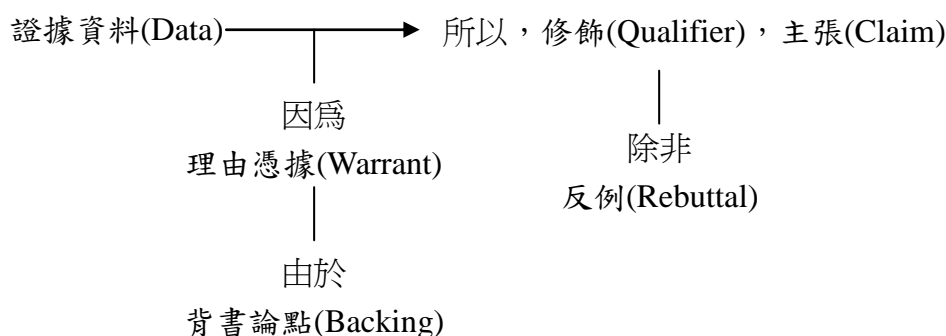 證據資料(Data) 所以，修飾(Qualifier)，主張(Claim)
因爲
理由憑據(Warrant)
除非
反例(Rebuttal)
由於
背書論點(Backing)